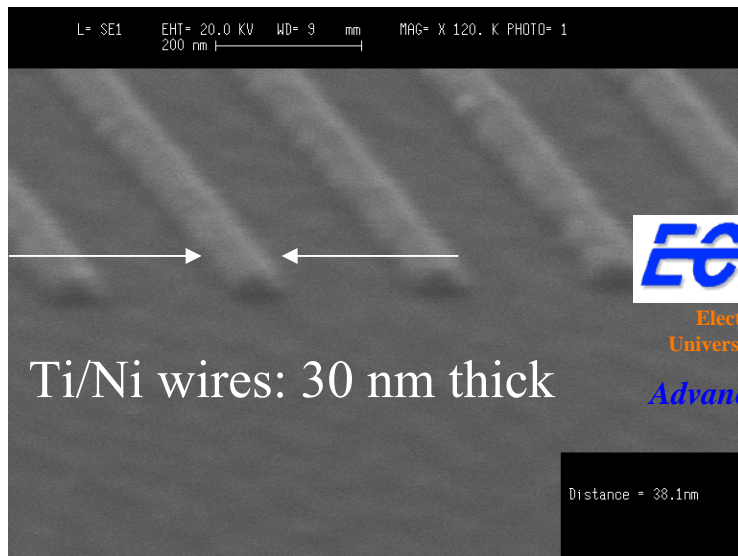 L= SE1 EHT= 20.0 KV WD= 9 mm MAG= X 120. K PHOTO= 1
200 nm
Ti/Ni wires: 30 nm thick
Distance = 38.1nm